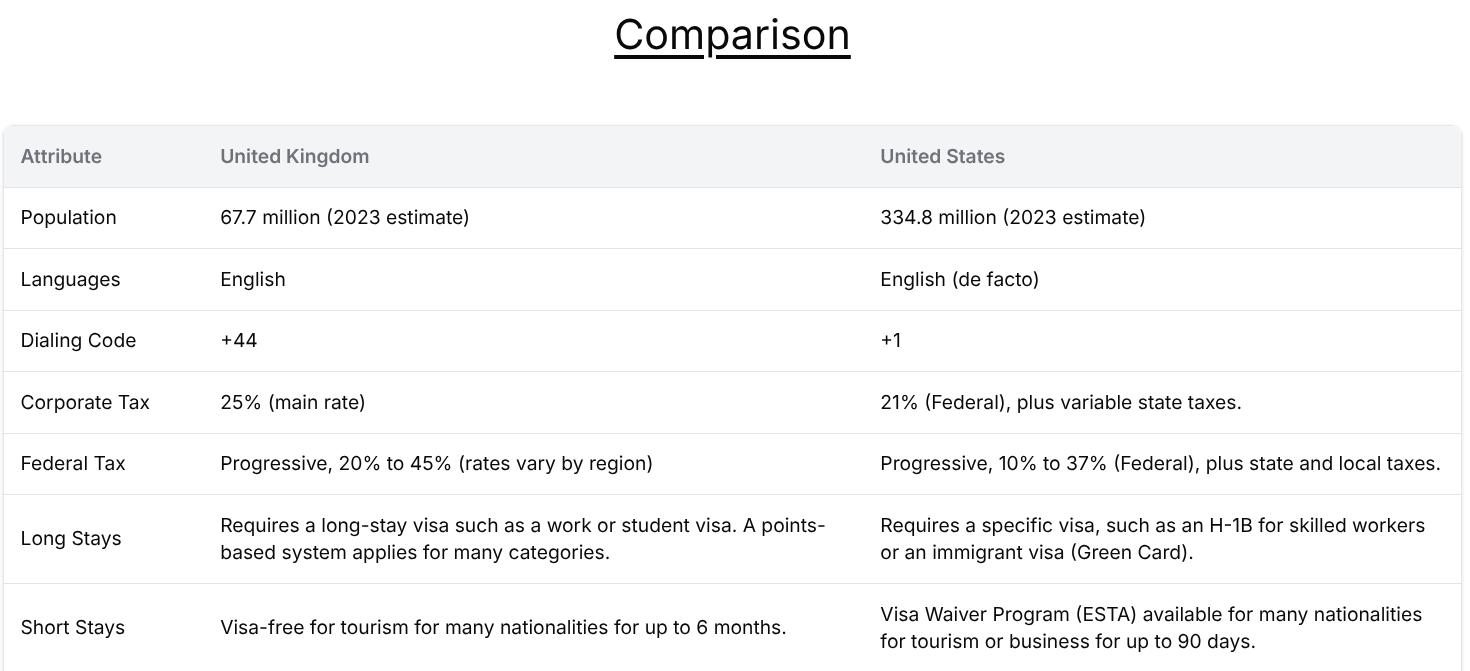 Comparison
Attribute United Kingdom United States
Population 67.7 million (2023 estimate) 334.8 million (2023 estimate)
Languages English English (de facto)
Dialing Code +44 +1
Corporate Tax 25% (main rate) 21% (Federal), plus variable state taxes.
Federal Tax Progressive, 20% to 45% (rates vary by region) Progressive, 10% to 37% (Federal), plus state and local taxes.
Long Stays
Requires a long-stay visa such as a work or student visa. A points-
based system applies for many categories.
Requires a specific visa, such as an H-1B for skilled workers
or an immigrant visa (Green Card).
Short Stays
Visa-free for tourism for many nationalities for up to 6 months.
Visa Waiver Program (ESTA) available for many nationalities
for tourism or business for up to 90 days.